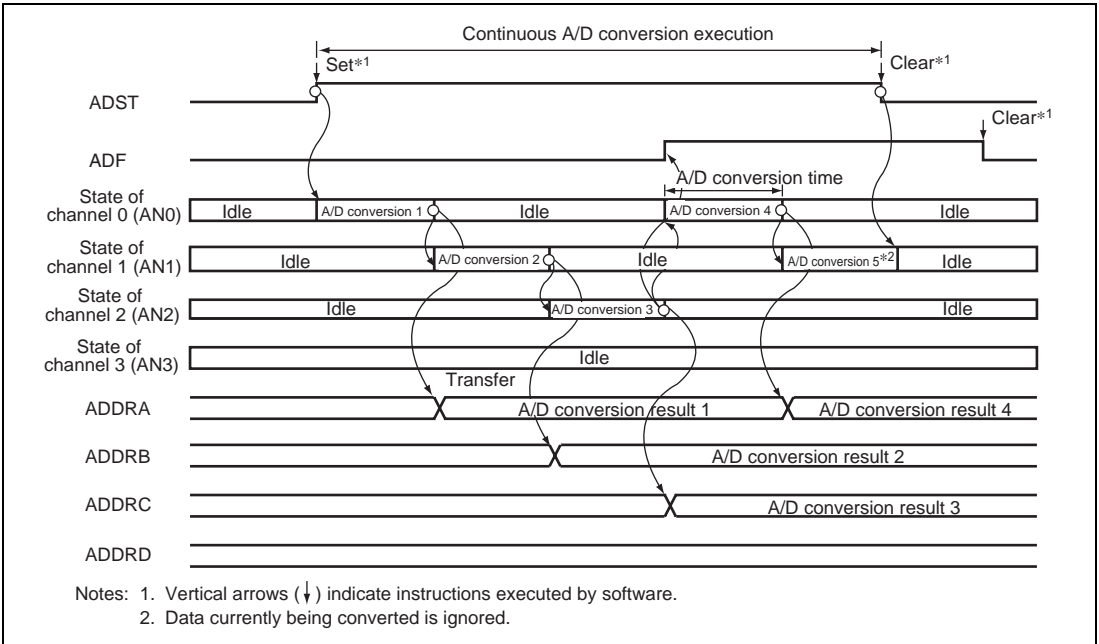 Continuous A/D conversion execution
Set*1
Clear*1
ADST
Clear*1
ADF
A/D conversion time
State of
channel 0 (AN0)
Idle
A/D conversion 1
Idle
A/D conversion 4
Idle
State of
channel 1 (AN1)
Idle
A/D conversion 2
Idle
A/D conversion 5*2
Idle
State of
channel 2 (AN2)
Idle
A/D conversion 3
Idle
State of
channel 3 (AN3)
Idle
Transfer
ADDRA
A/D conversion result 1
A/D conversion result 4
ADDRB
A/D conversion result 2
ADDRC
A/D conversion result 3
ADDRD
Notes: 1. Vertical arrows (↓) indicate instructions executed by software.
2. Data currently being converted is ignored.